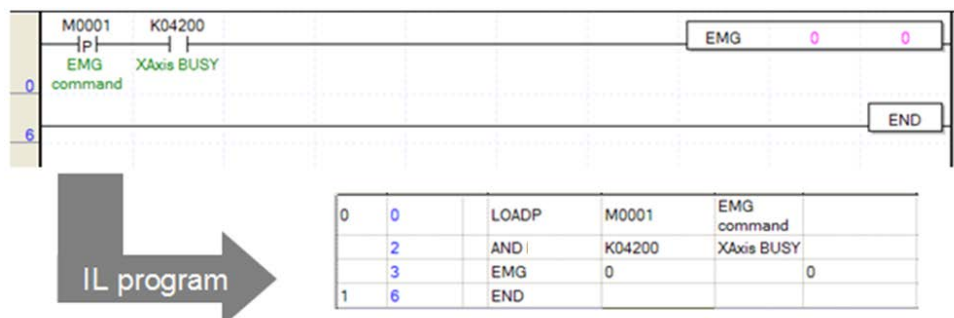 M0001 K04200
P
EMG 0 0
EMG XAxis BUSY
command
0
END
6
IL program
0 0 LOADP M0001 EMG command
2 AND K04200 XAxis BUSY
3 EMG 0 0
1 6 END